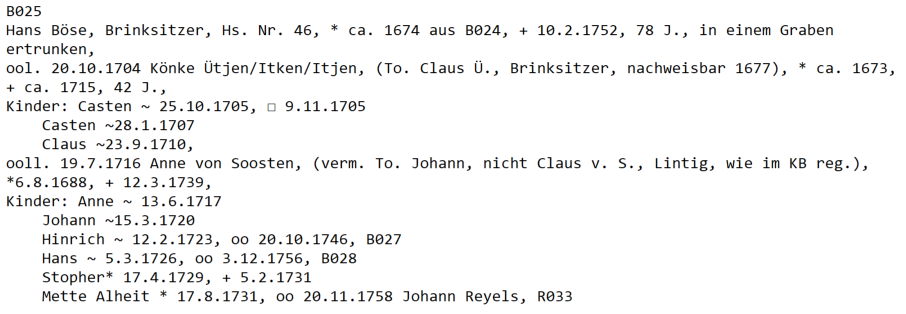 B025
Hans Böse, Brinksitzer, Hs. Nr. 46, * ca. 1674 aus B024, + 10.2.1752, 78 J., in einem Graben
ertrunken,
ool. 20.10.1704 Könke Ütjen/Itken/Itjen, (To. Claus Ü., Brinksitzer, nachweisbar 1677), * ca. 1673,
+ ca. 1715, 42 J.,
Kinder: Casten ~ 25.10.1705, □ 9.11.1705
Casten ~28.1.1707
Claus ~23.9.1710,
ooll. 19.7.1716 Anne von Soosten, (verm. To. Johann, nicht Claus v. S., Lintig, wie im KB reg.),
*6.8.1688, + 12.3.1739,
Kinder: Anne ~ 13.6.1717
Johann ~15.3.1720
Hinrich ~ 12.2.1723, oo 20.10.1746, B027
Hans ~ 5.3.1726, oo 3.12.1756, B028
Stopher* 17.4.1729, + 5.2.1731
Mette Alheit * 17.8.1731, oo 20.11.1758 Johann Reyels, R033